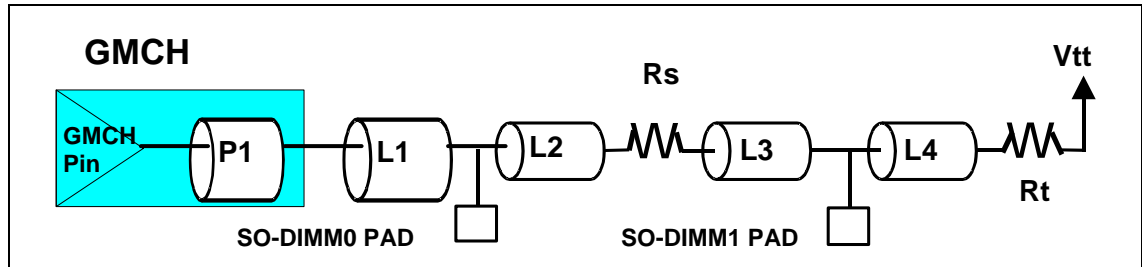 GMCH
Vtt
Rs
GMCH
Pin
P1
L1
L2
L3
L4
Rt
SO-DIMM0 PAD
SO-DIMM1 PAD